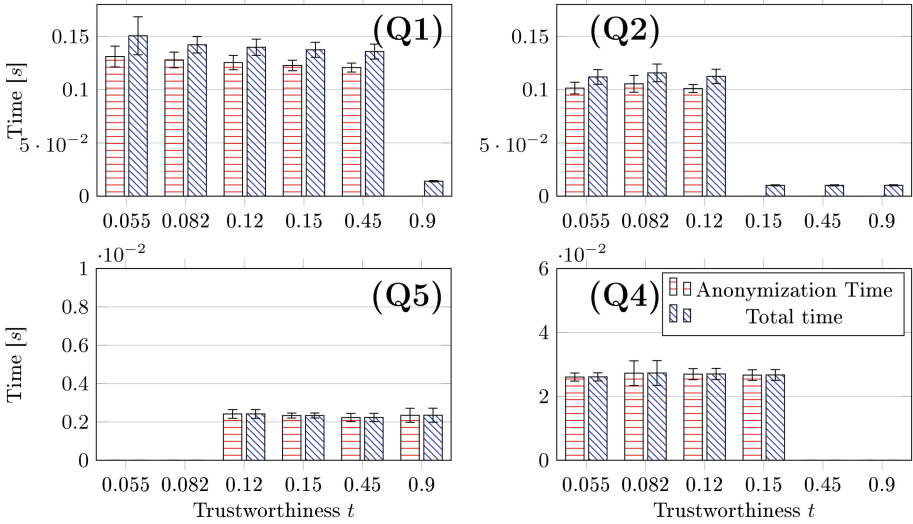 (Q1)
Time [s]
0.15
0.1
5 · 10⁻²
0
0.055 0.082 0.12 0.15 0.45 0.9
(Q2)
0.15
0.1
5 · 10⁻²
0
0.055 0.082 0.12 0.15 0.45 0.9
·10⁻²
(Q5)
Time [s]
1
0.8
0.6
0.4
0.2
0
0.055 0.082 0.12 0.15 0.45 0.9
Trustworthiness t
·10⁻²
(Q4)
Anonymization Time
Total time
6
4
2
0
0.055 0.082 0.12 0.15 0.45 0.9
Trustworthiness t